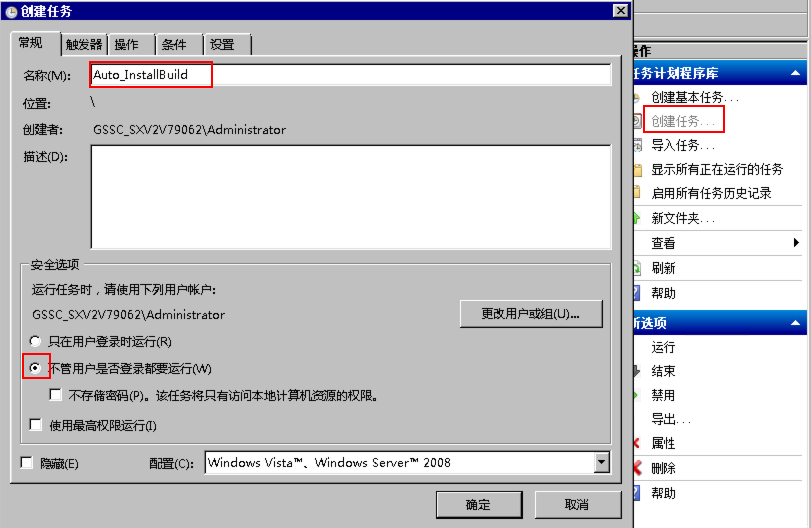 创建任务
常规 触发器 操作 条件 设置
名称(M): Auto_InstallBuild
位置: \
创建者: GSSC_SXV2V79062\Administrator
描述(D):
安全选项
运行任务时，请使用下列用户帐户:
GSSC_SXV2V79062\Administrator
更改用户或组(U)...
只在用户登录时运行(R)
不管用户是否登录都要运行(W)
不存储密码(P)。该任务将只有访问本地计算机资源的权限。
使用最高权限运行(I)
隐藏(E)
配置(C): Windows Vista™、Windows Server™ 2008
确定 取消
操作
任务计划程序库
创建基本任务...
创建任务...
导入任务...
显示所有正在运行的任务
启用所有任务历史记录
新文件夹...
查看
刷新
帮助
所选项
运行
结束
禁用
导出...
属性
删除
帮助